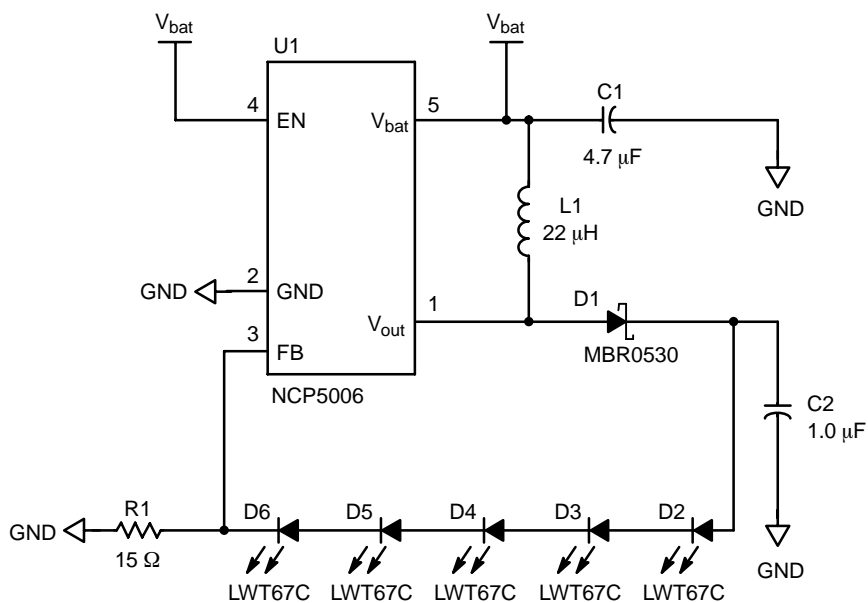 Vbat
U1
Vbat
4
EN
5
Vbat
C1
4.7 μF
GND
L1
22 μH
GND
2
GND
1
Vout
D1
MBR0530
3
FB
NCP5006
C2
1.0 μF
GND
R1
15 Ω
D6
D5
D4
D3
D2
LWT67C
LWT67C
LWT67C
LWT67C
LWT67C
GND